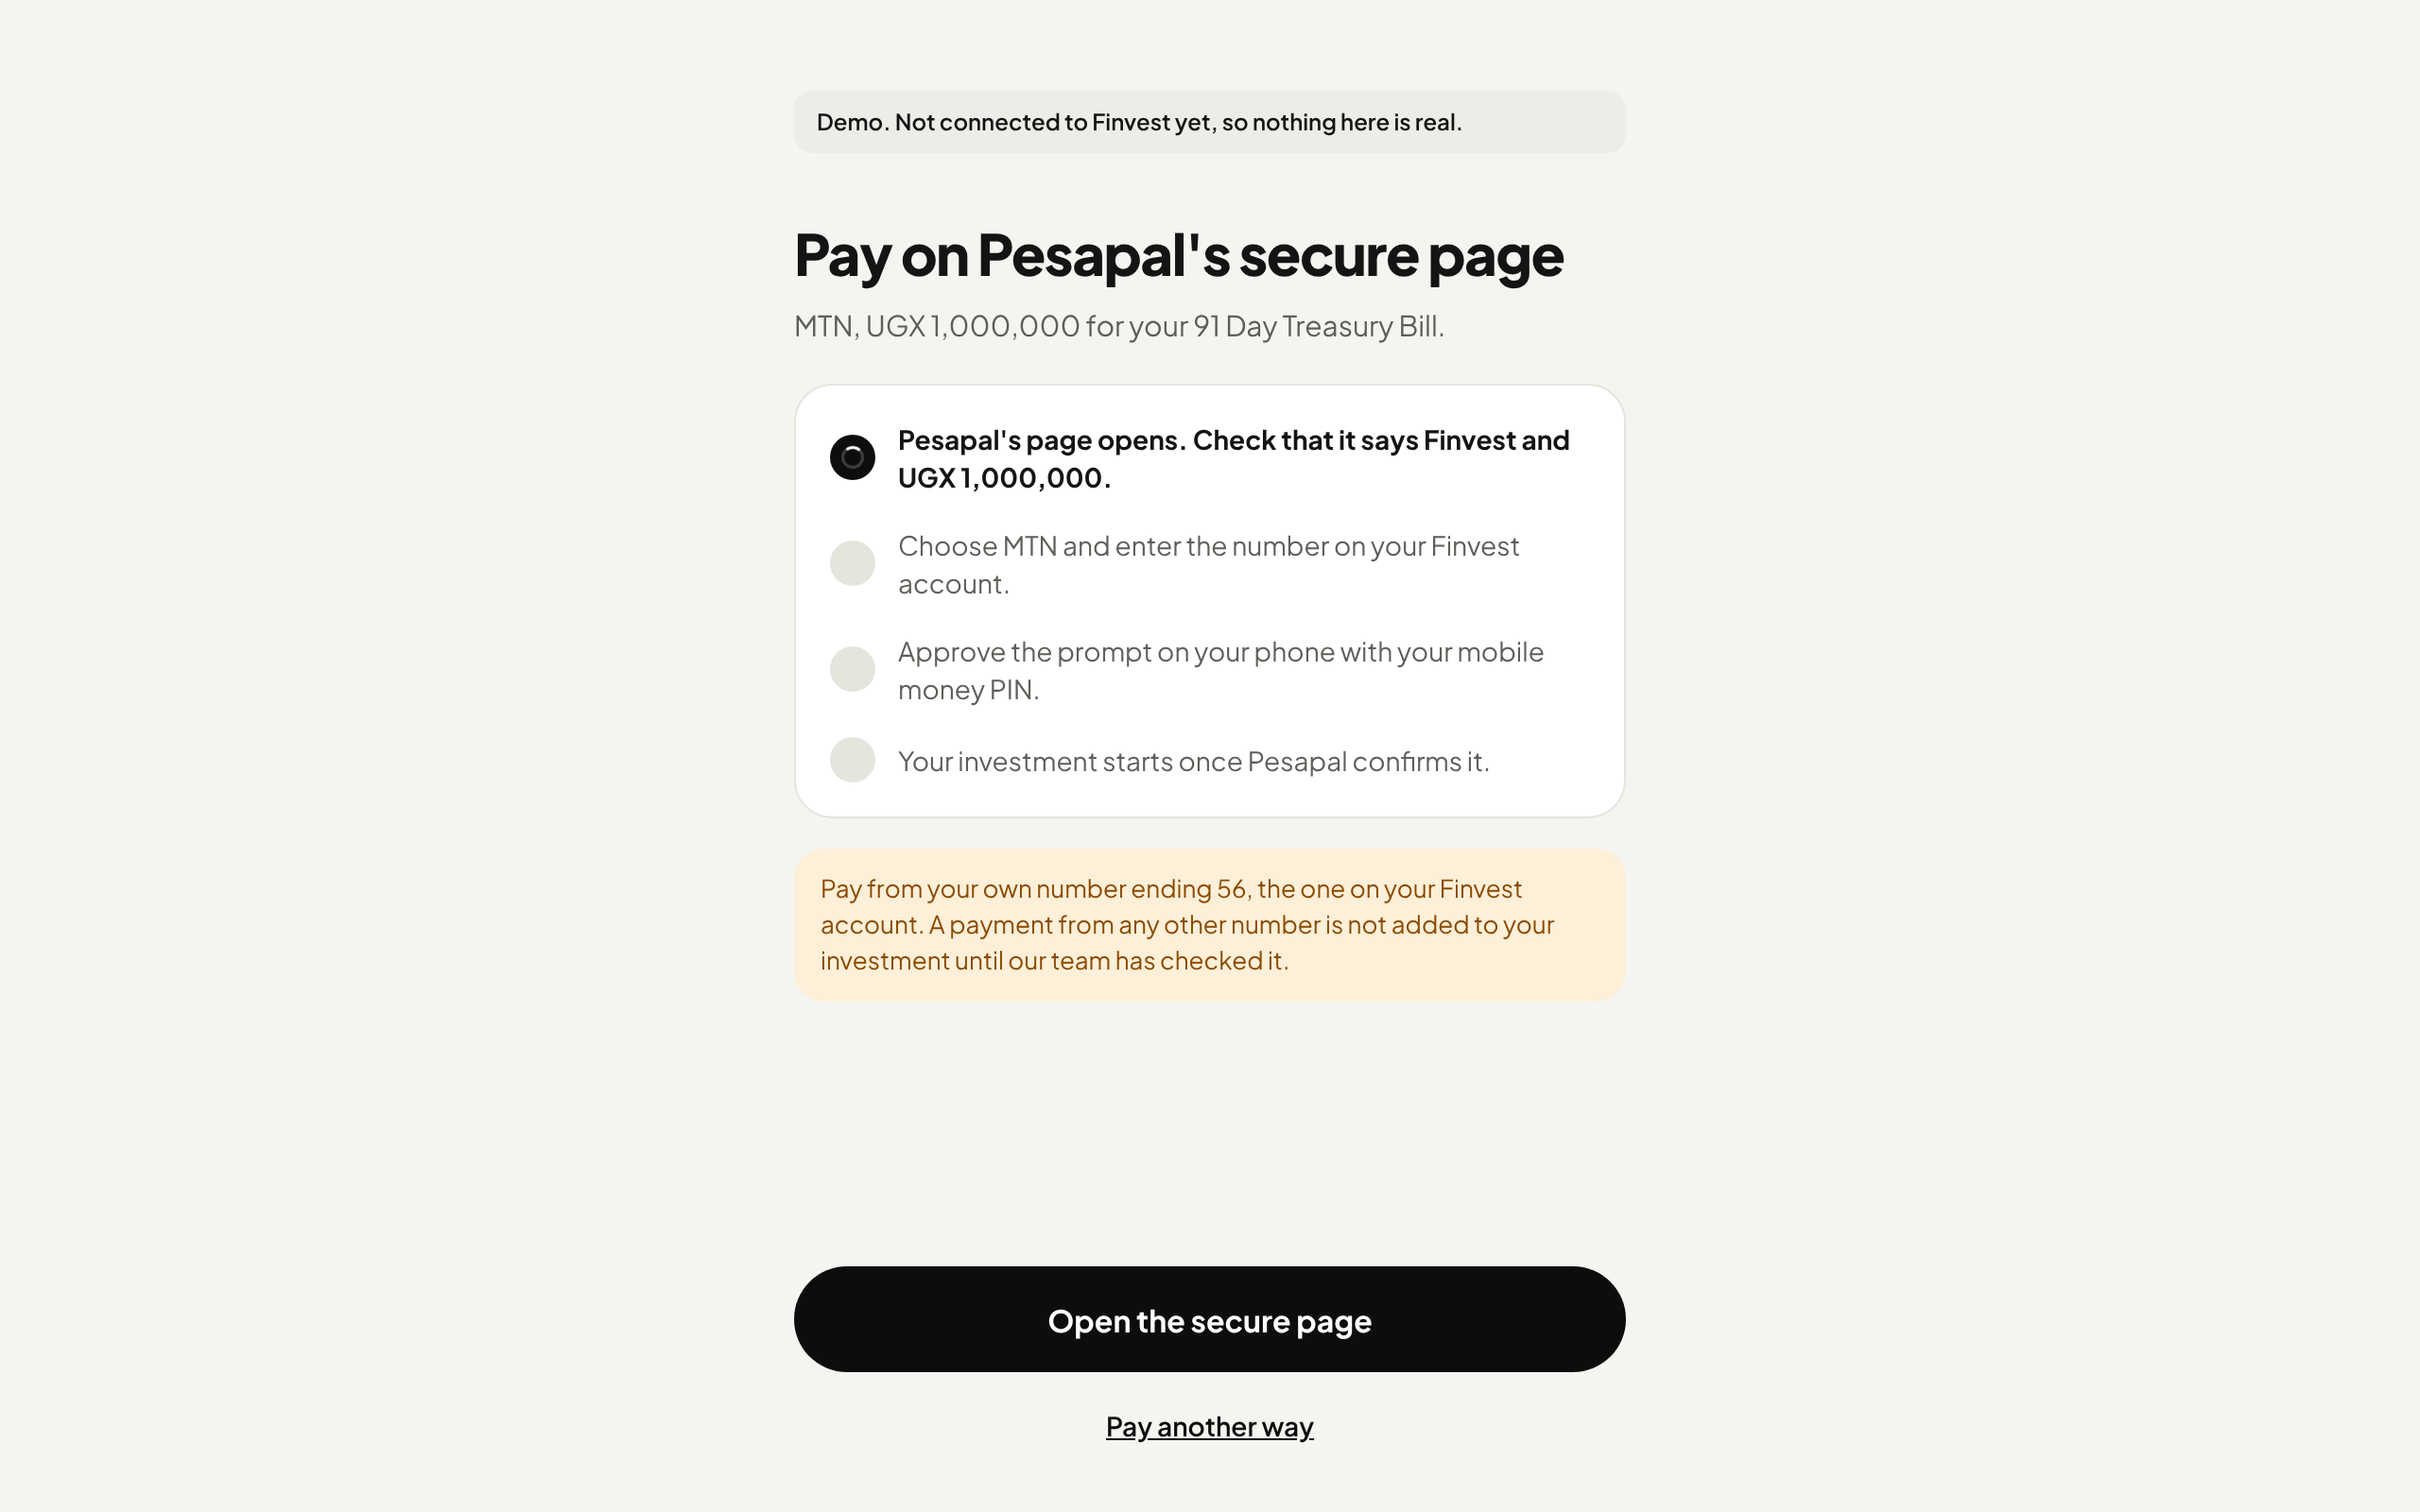 Demo. Not connected to Finvest yet, so nothing here is real.
Pay on Pesapal's secure page
MTN, UGX 1,000,000 for your 91 Day Treasury Bill.
Pesapal's page opens. Check that it says Finvest and
UGX 1,000,000.
Choose MTN and enter the number on your Finvest
account.
Approve the prompt on your phone with your mobile
money PIN.
Your investment starts once Pesapal confirms it.
Pay from your own number ending 56, the one on your Finvest
account. A payment from any other number is not added to your
investment until our team has checked it.
Open the secure page
Pay another way